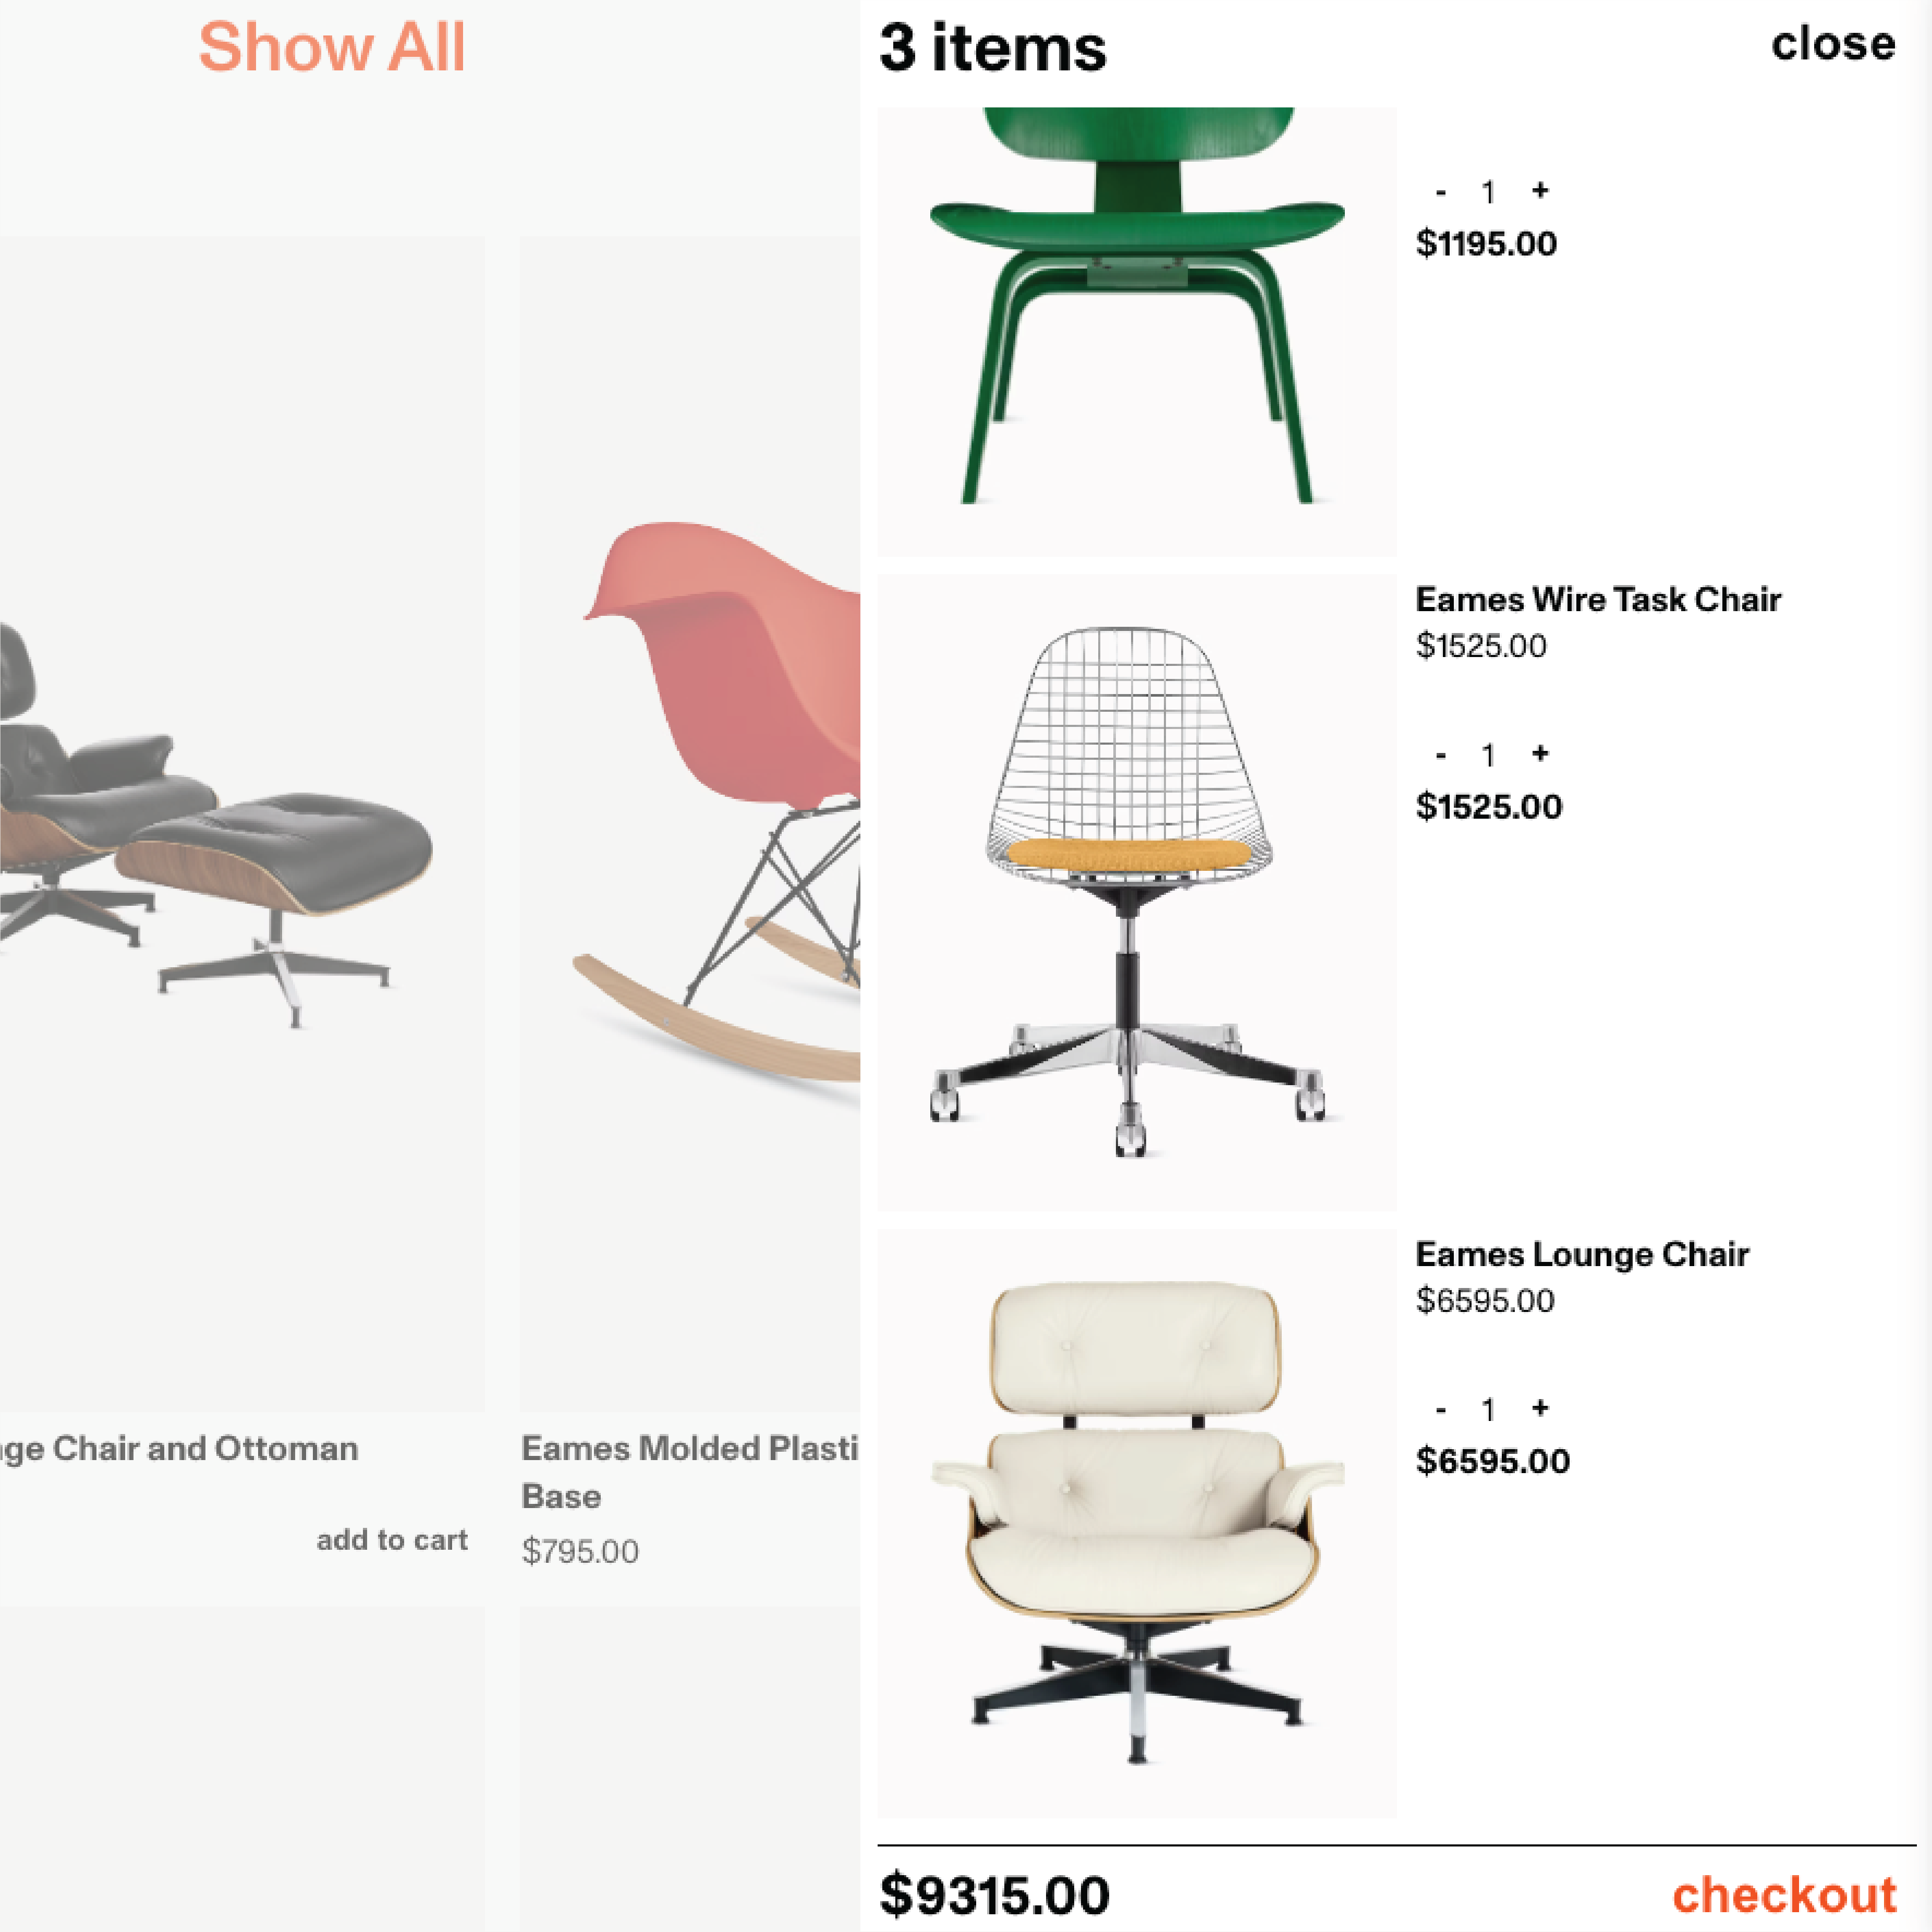 Show All
ge Chair and Ottoman
add to cart
Eames Molded Plasti
Base
$795.00
3 items
close
- 1 +
$1195.00
Eames Wire Task Chair
$1525.00
- 1 +
$1525.00
Eames Lounge Chair
$6595.00
- 1 +
$6595.00
$9315.00
checkout